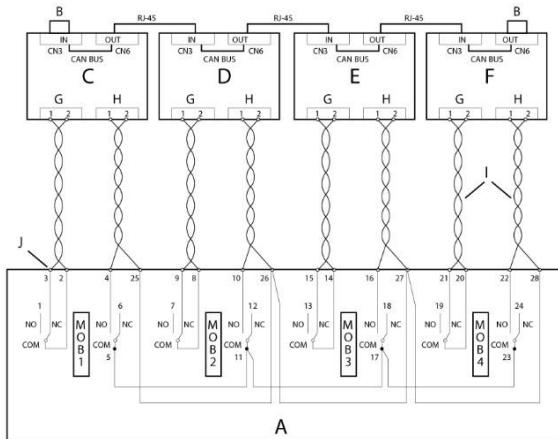 B RJ-45 RJ-45 RJ-45 B
IN OUT IN OUT IN OUT IN OUT
CN3 CN6 CN3 CN6 CN3 CN6 CN3 CN6
CAN BUS CAN BUS CAN BUS CAN BUS
C D E F
G H G H G H G H
1 2 1 2 1 2 1 2 1 2 1 2 1 2 1 2
I
J
3 2 4 25 9 8 10 26 15 14 16 27 21 20 22 28
1 6 7 12 13 18 19 24
NO NC NO NC NO NC NO NC NO NC NO NC NO NC NO NC
MOB1 MOB2 MOB3 MOB4
COM COM COM COM COM COM COM COM
5 11 17 23
A